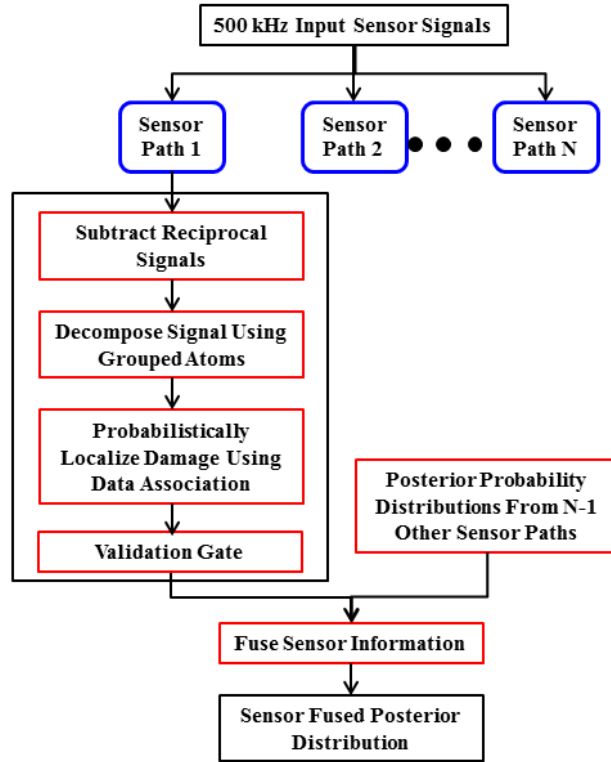 500 kHz Input Sensor Signals
Sensor
Path 1
Sensor
Path 2
Sensor
Path N
Subtract Reciprocal
Signals
Decompose Signal Using
Grouped Atoms
Probabilistically
Localize Damage Using
Data Association
Validation Gate
Posterior Probability
Distributions From N-1
Other Sensor Paths
Fuse Sensor Information
Sensor Fused Posterior
Distribution